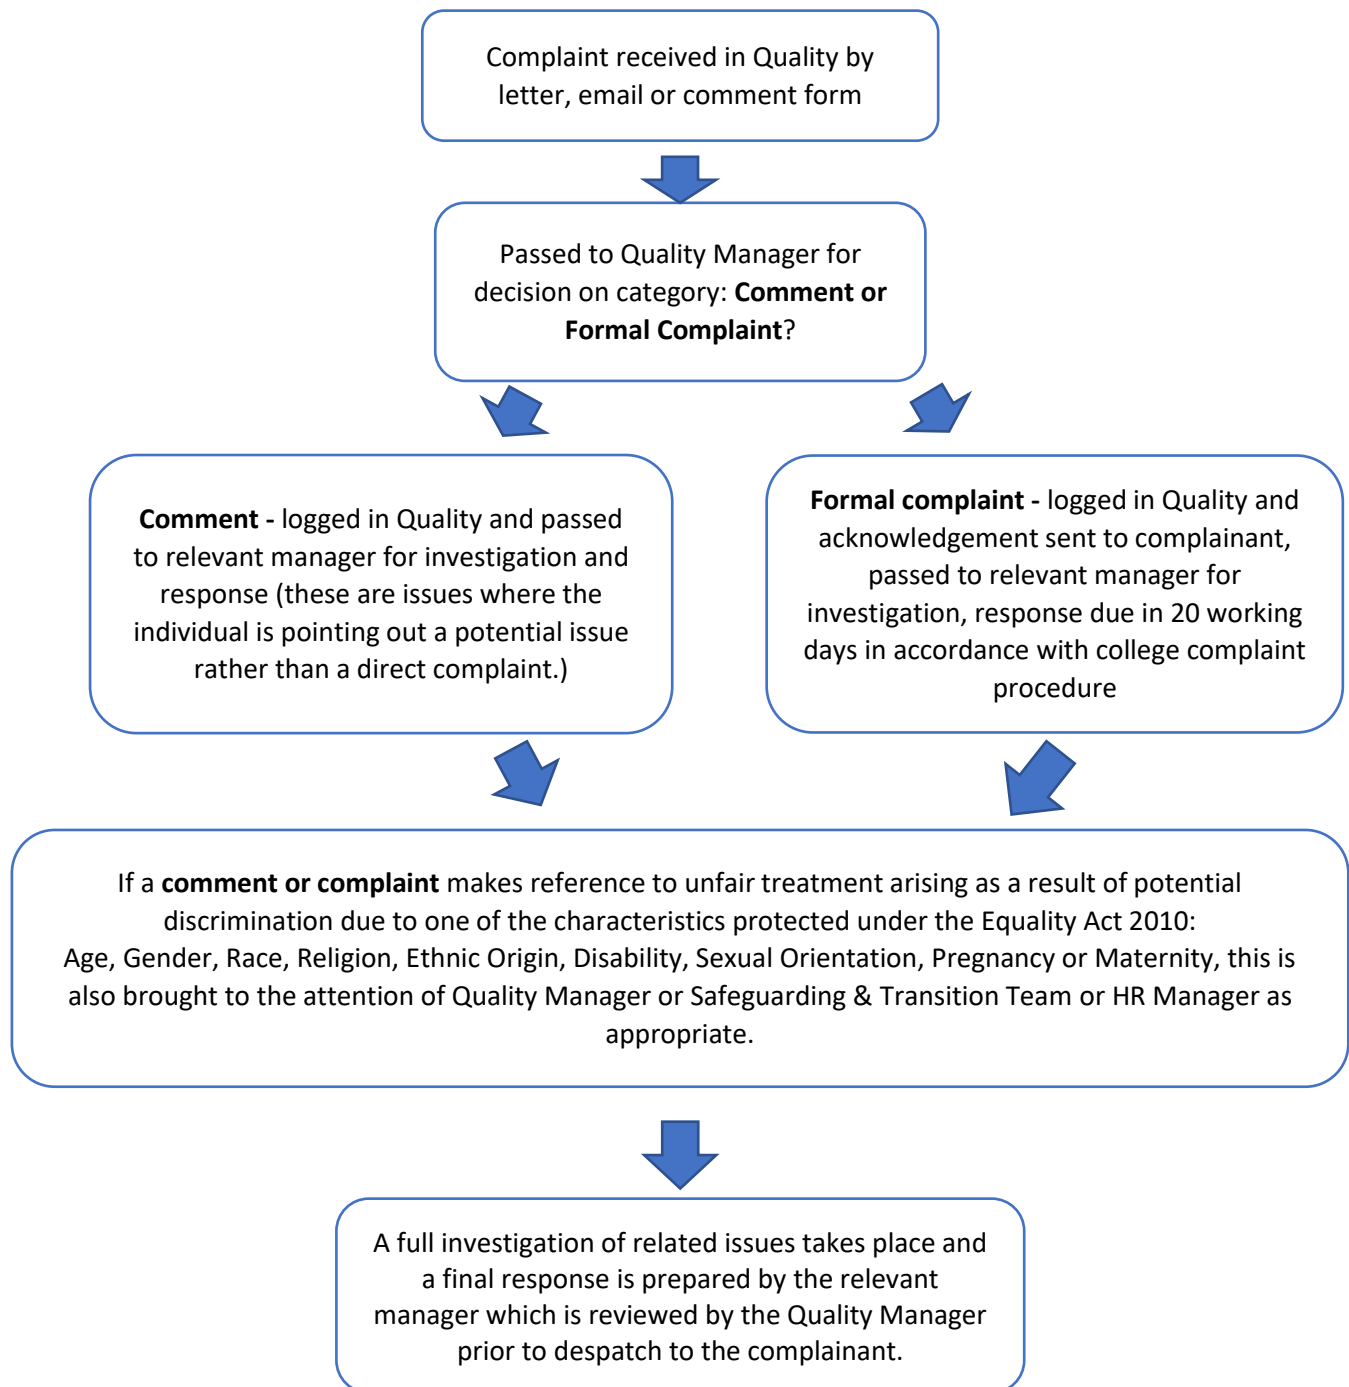 Complaint received in Quality by
letter, email or comment form
Passed to Quality Manager for
decision on category: Comment or
Formal Complaint?
Comment - logged in Quality and passed
to relevant manager for investigation and
response (these are issues where the
individual is pointing out a potential issue
rather than a direct complaint.)
Formal complaint - logged in Quality and
acknowledgement sent to complainant,
passed to relevant manager for
investigation, response due in 20 working
days in accordance with college complaint
procedure
If a comment or complaint makes reference to unfair treatment arising as a result of potential
discrimination due to one of the characteristics protected under the Equality Act 2010:
Age, Gender, Race, Religion, Ethnic Origin, Disability, Sexual Orientation, Pregnancy or Maternity, this is
also brought to the attention of Quality Manager or Safeguarding & Transition Team or HR Manager as
appropriate.
A full investigation of related issues takes place and
a final response is prepared by the relevant
manager which is reviewed by the Quality Manager
prior to despatch to the complainant.